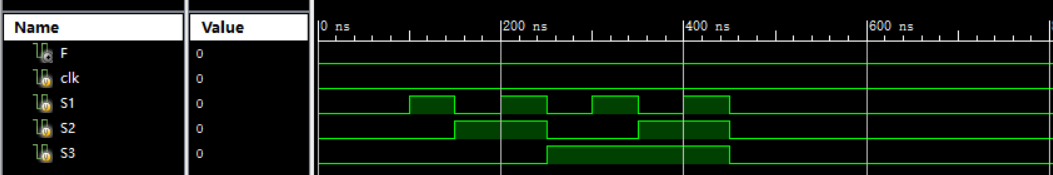 Name Value 0 ns 200 ns 400 ns 600 ns
F 0
clk 0
S1 0
S2 0
S3 0